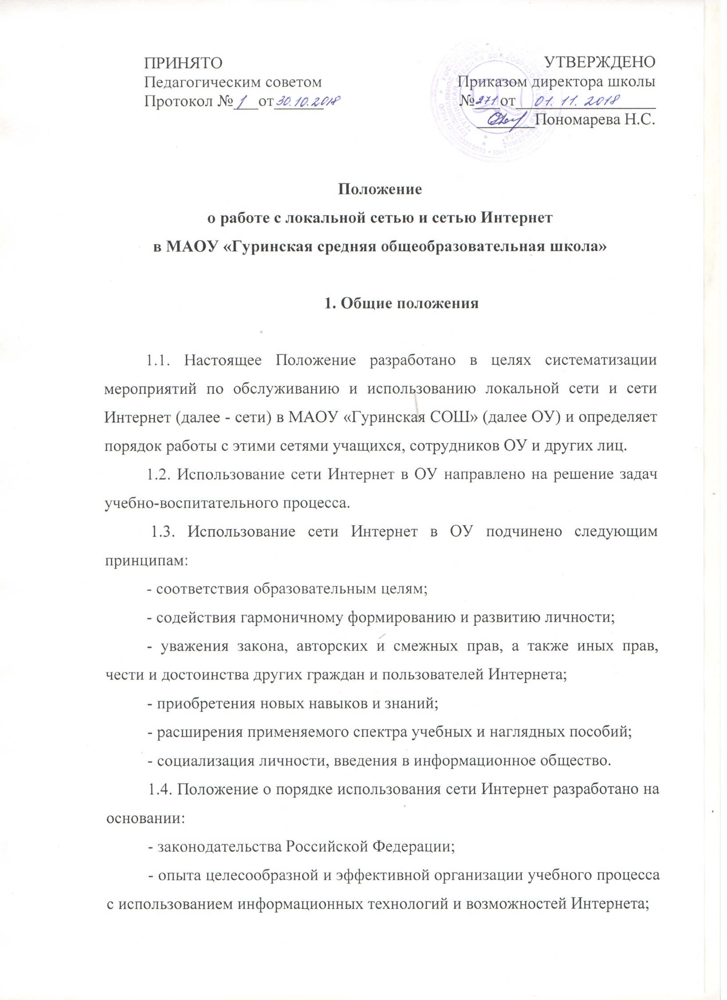 ПРИНЯТО
Педагогическим советом
Протокол № 1 от 30.10.2018
УТВЕРЖДЕНО
Приказом директора школы
№ 271 от 01. 11. 2018
Пономарева Н.С.
Положение
о работе с локальной сетью и сетью Интернет
в МАОУ «Гуринская средняя общеобразовательная школа»
1. Общие положения
1.1. Настоящее Положение разработано в целях систематизации
мероприятий по обслуживанию и использованию локальной сети и сети
Интернет (далее - сети) в МАОУ «Гуринская СОШ» (далее ОУ) и определяет
порядок работы с этими сетями учащихся, сотрудников ОУ и других лиц.
1.2. Использование сети Интернет в ОУ направлено на решение задач
учебно-воспитательного процесса.
1.3. Использование сети Интернет в ОУ подчинено следующим
принципам:
- соответствия образовательным целям;
- содействия гармоничному формированию и развитию личности;
- уважения закона, авторских и смежных прав, а также иных прав,
чести и достоинства других граждан и пользователей Интернета;
- приобретения новых навыков и знаний;
- расширения применяемого спектра учебных и наглядных пособий;
- социализация личности, введения в информационное общество.
1.4. Положение о порядке использования сети Интернет разработано на
основании:
- законодательства Российской Федерации;
- опыта целесообразной и эффективной организации учебного процесса
с использованием информационных технологий и возможностей Интернета;